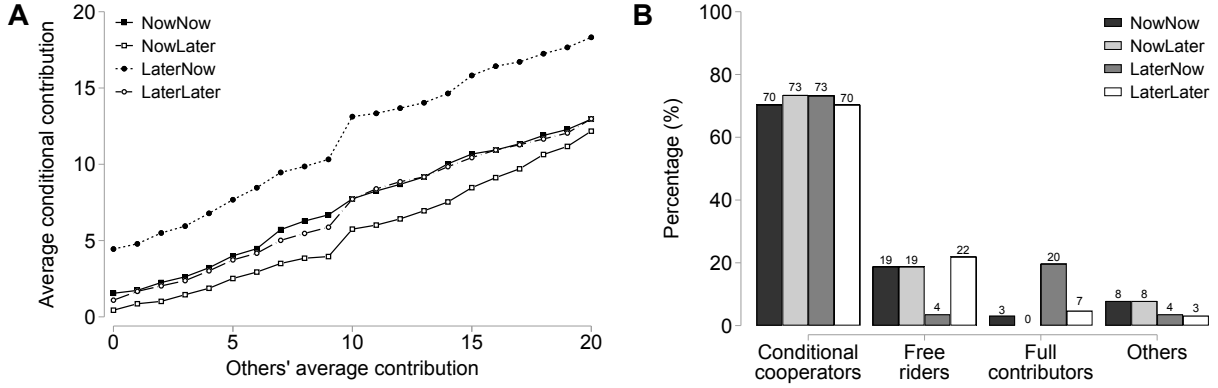 A
Average conditional contribution
20
15
10
5
0
NowNow
NowLater
LaterNow
LaterLater
0 5 10 15 20
Others' average contribution
B
Percentage (%)
100
80
60
40
20
0
NowNow
NowLater
LaterNow
LaterLater
70 73 73 70
19 19 4 22
3 0 20 7
8 8 4 3
Conditional
cooperators
Free
riders
Full
contributors
Others